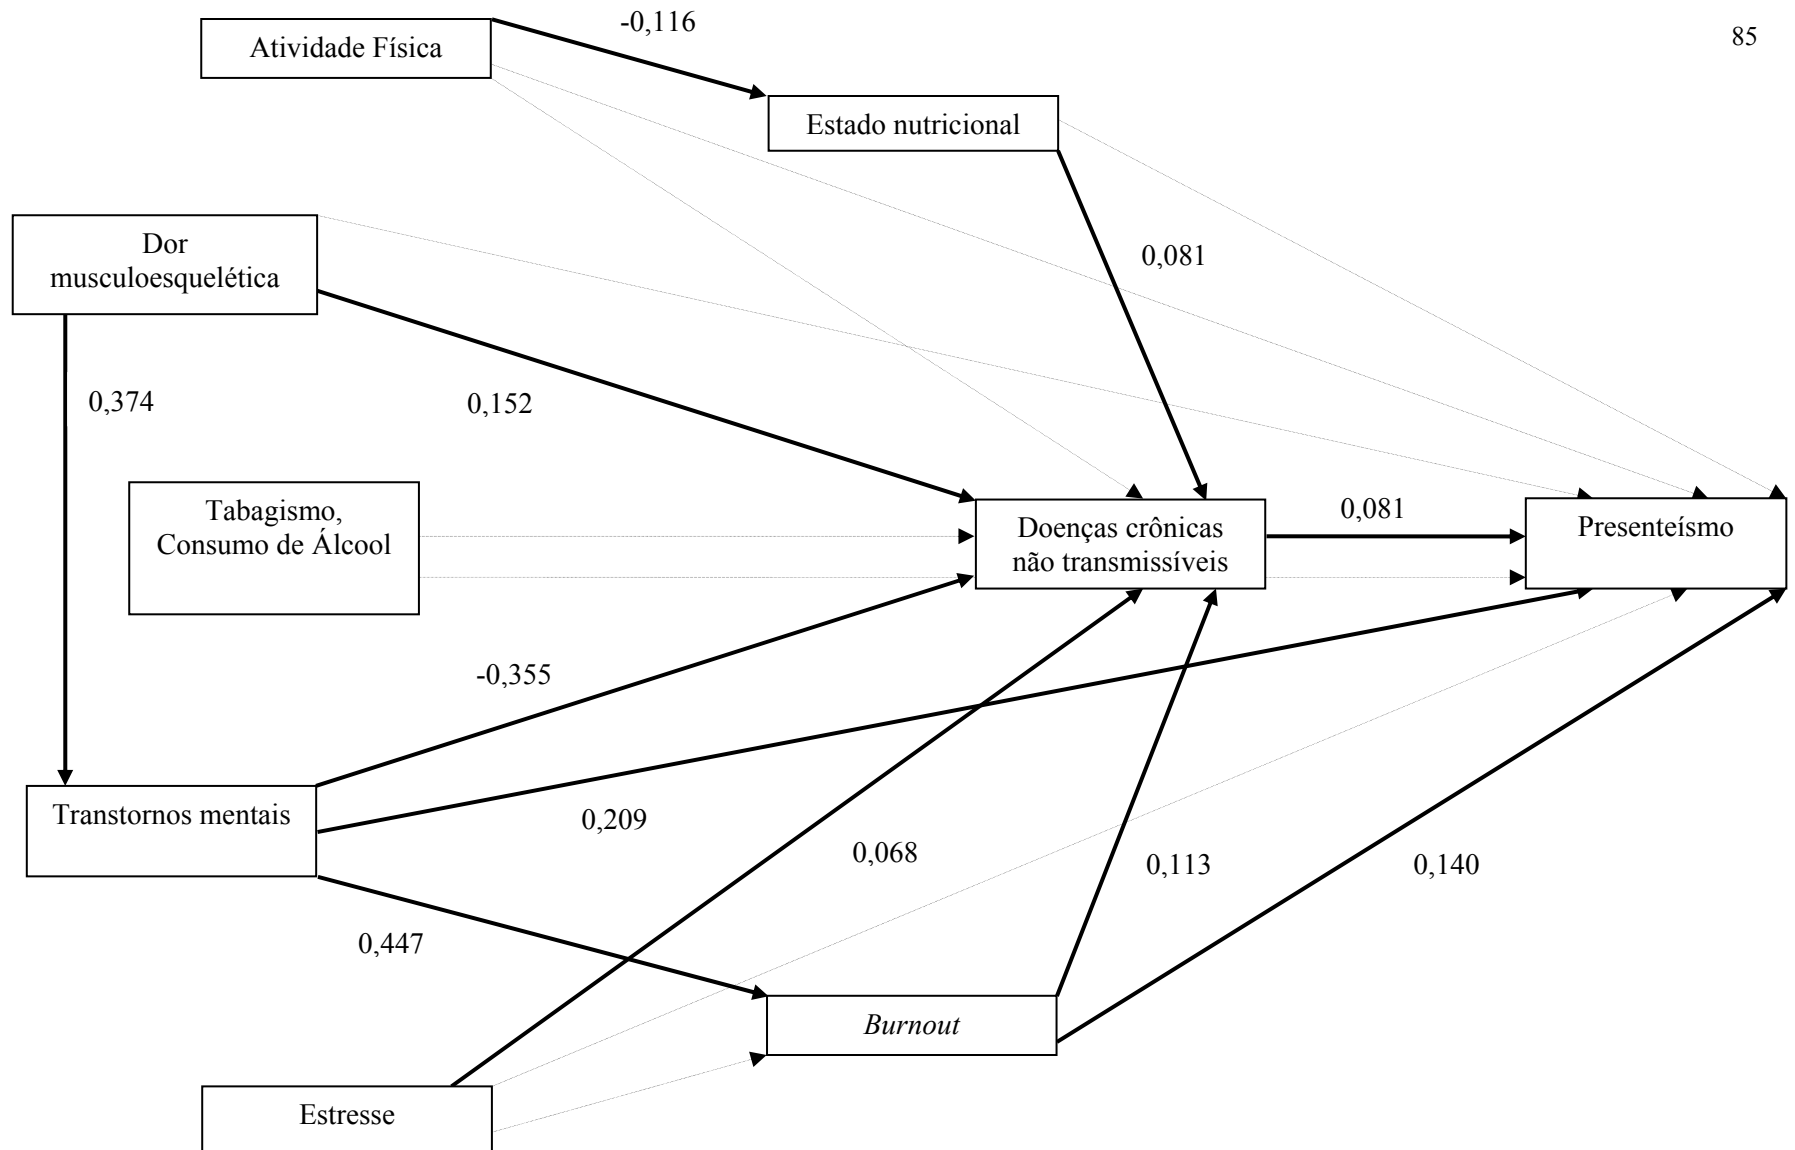 85
-0,116
Atividade Física
Estado nutricional
Dor
musculoesquelética
0,081
0,374
0,152
Tabagismo,
Consumo de Álcool
Doenças crônicas
não transmissíveis
0,081
Presenteísmo
-0,355
Transtornos mentais
0,209
0,068
0,113
0,140
0,447
Burnout
Estresse